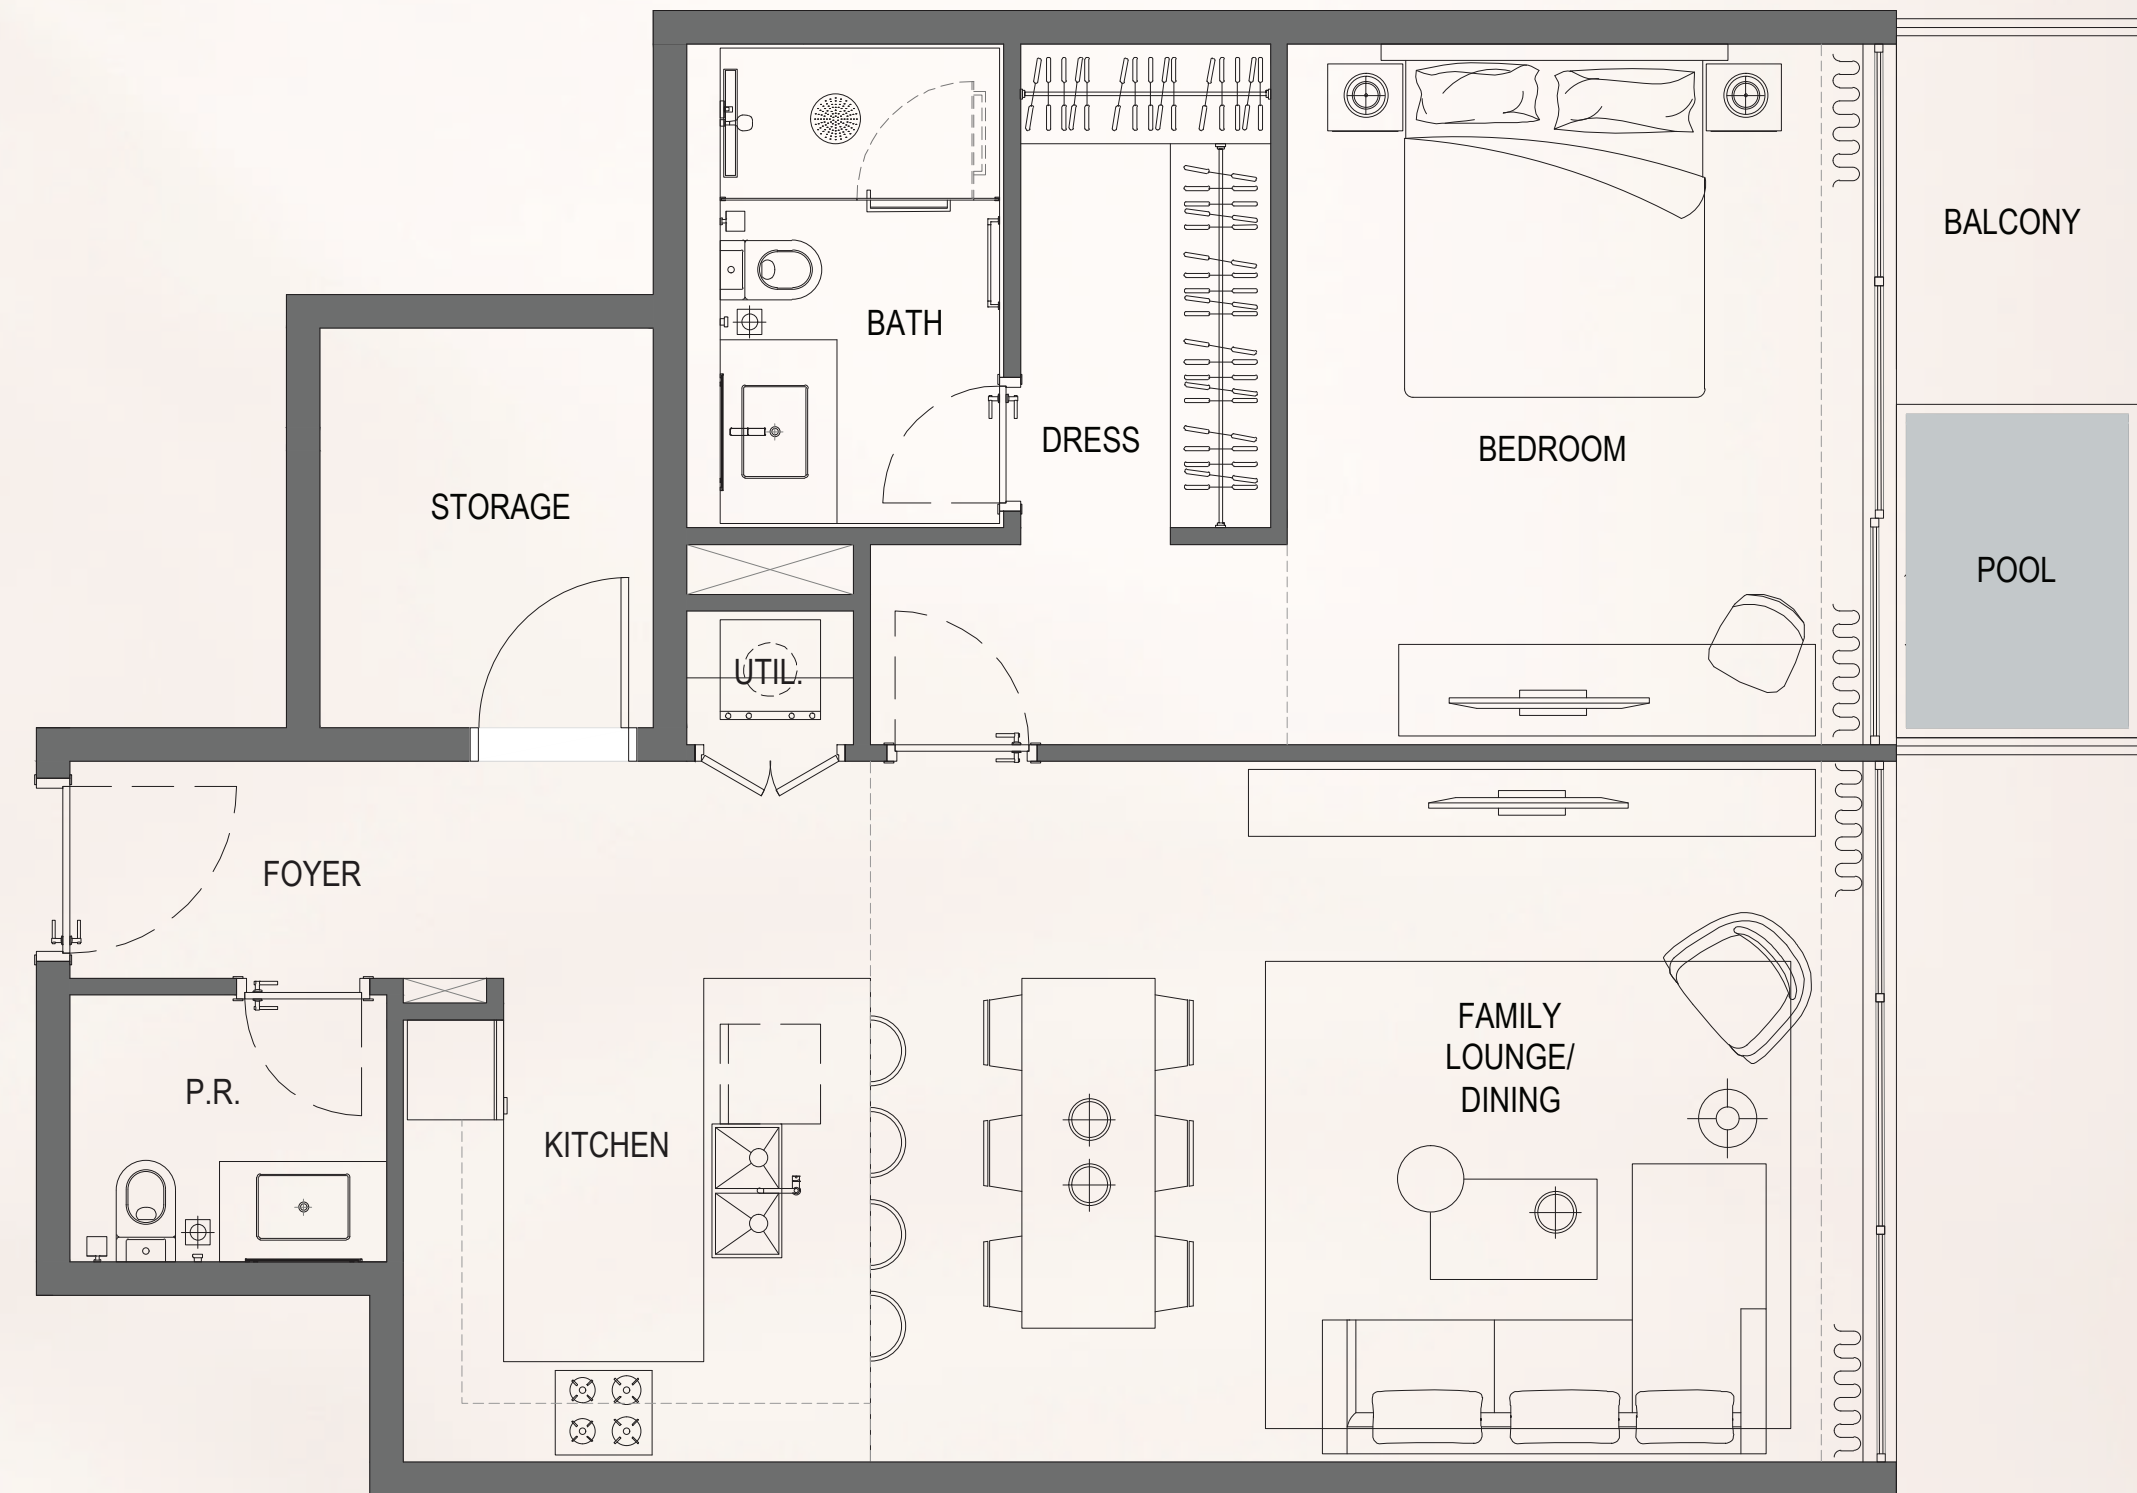 BALCONY
BATH
DRESS
BEDROOM
STORAGE
POOL
UTIL.
FOYER
FAMILY
LOUNGE/
DINING
P.R.
KITCHEN